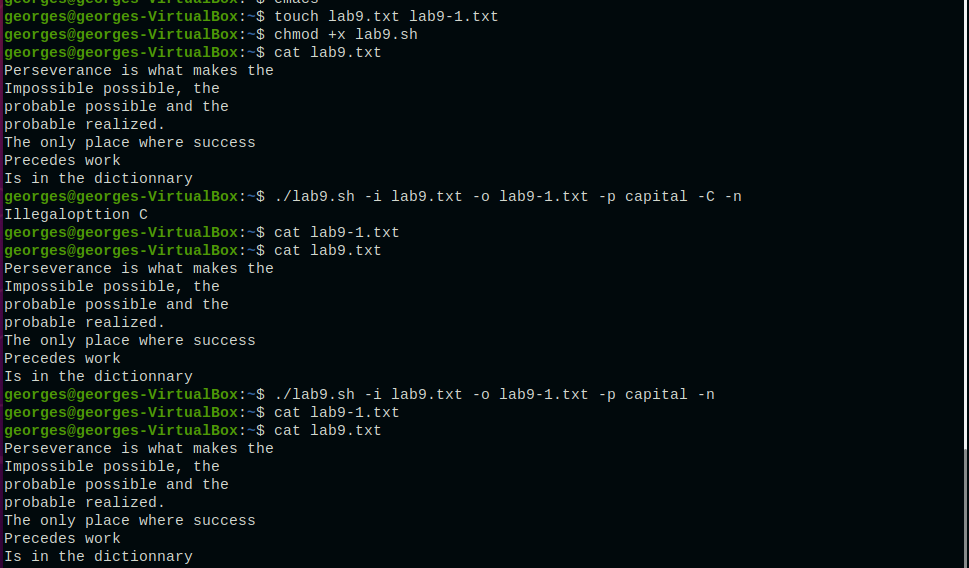 georges@georges-VirtualBox:~$ emacs
georges@georges-VirtualBox:~$ touch lab9.txt lab9-1.txt
georges@georges-VirtualBox:~$ chmod +x lab9.sh
georges@georges-VirtualBox:~$ cat lab9.txt
Perseverance is what makes the
Impossible possible, the
probable possible and the
probable realized.
The only place where success
Precedes work
Is in the dictionnary
georges@georges-VirtualBox:~$ ./lab9.sh -i lab9.txt -o lab9-1.txt -p capital -C -n
Illegalopttion C
georges@georges-VirtualBox:~$ cat lab9-1.txt
georges@georges-VirtualBox:~$ cat lab9.txt
Perseverance is what makes the
Impossible possible, the
probable possible and the
probable realized.
The only place where success
Precedes work
Is in the dictionnary
georges@georges-VirtualBox:~$ ./lab9.sh -i lab9.txt -o lab9-1.txt -p capital -n
georges@georges-VirtualBox:~$ cat lab9-1.txt
georges@georges-VirtualBox:~$ cat lab9.txt
Perseverance is what makes the
Impossible possible, the
probable possible and the
probable realized.
The only place where success
Precedes work
Is in the dictionnary